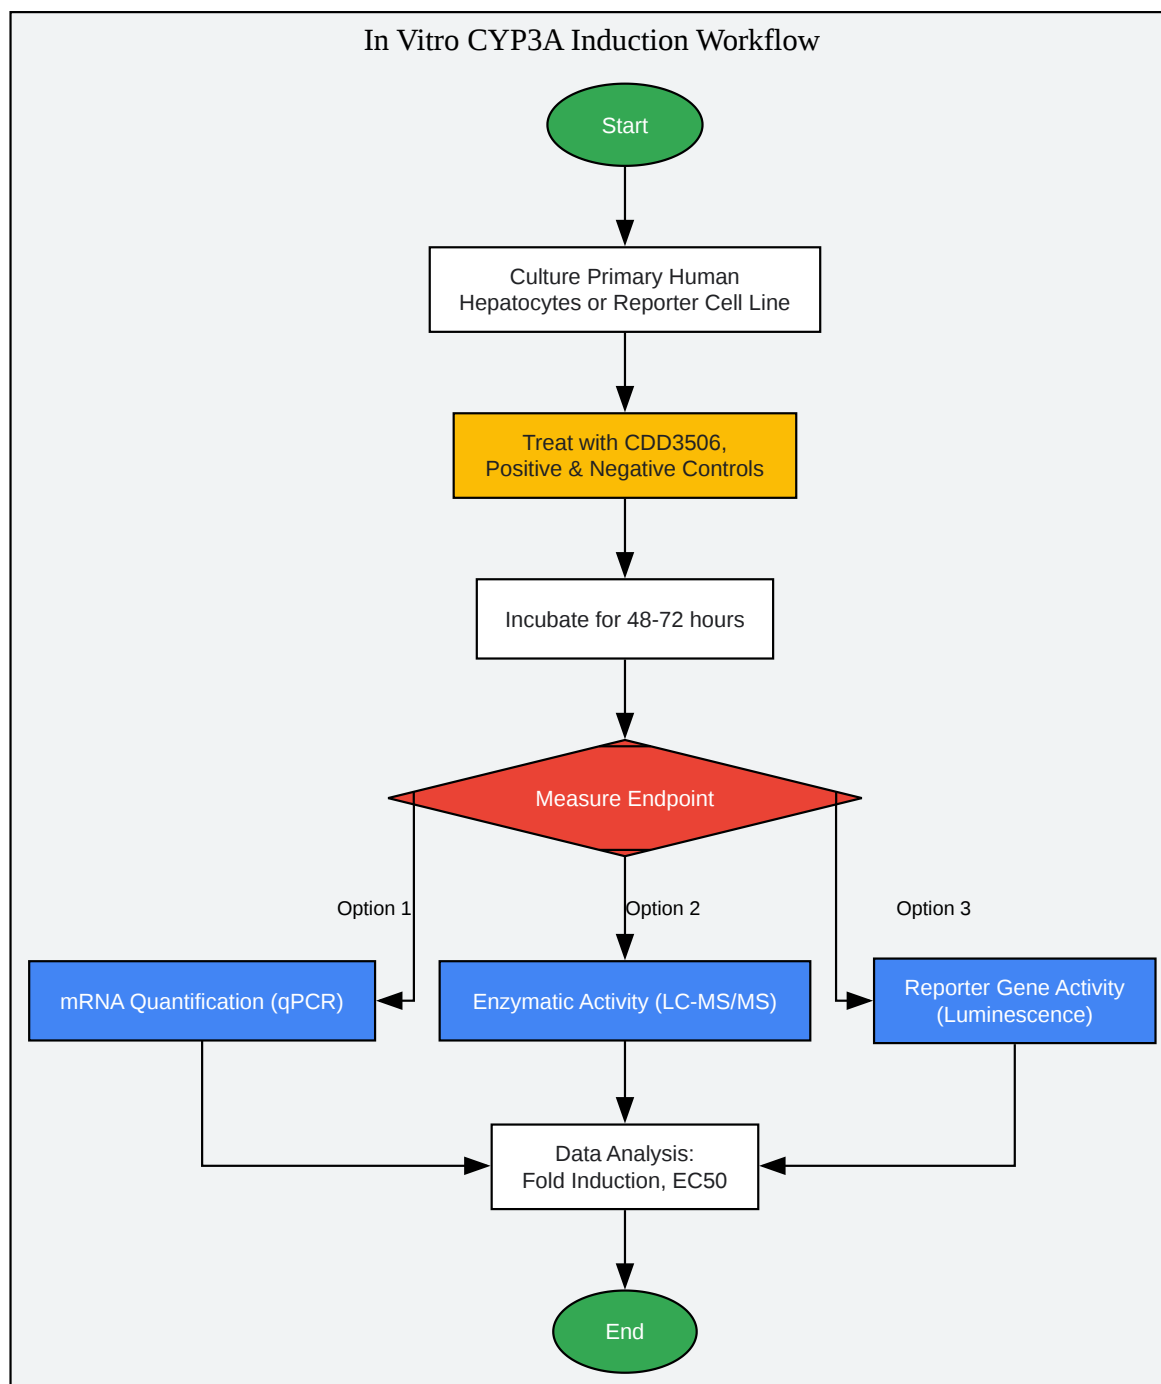 In Vitro CYP3A Induction Workflow
Start
Culture Primary Human
Hepatocytes or Reporter Cell Line
Treat with CDD3506,
Positive & Negative Controls
Incubate for 48-72 hours
Measure Endpoint
Option 1
Option 2
Option 3
mRNA Quantification (qPCR)
Enzymatic Activity (LC-MS/MS)
Reporter Gene Activity
(Luminescence)
Data Analysis:
Fold Induction, EC50
End